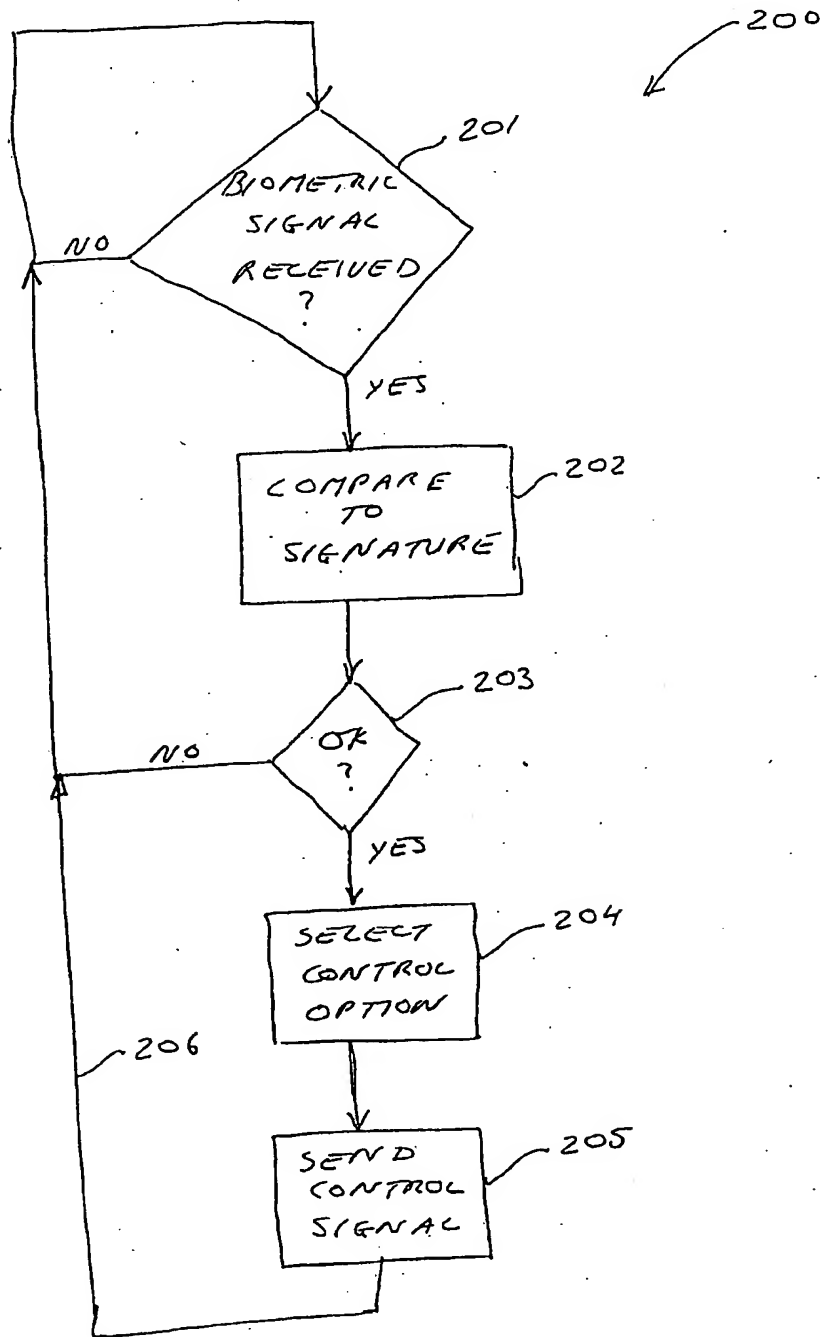 200
201
BIOMETRIC
SIGNAL
RECEIVED
?
NO
YES
202
COMPARE
TO
SIGNATURE
203
OK
?
NO
YES
204
SELECT
CONTROL
OPTION
206
205
SEND
CONTROL
SIGNAL